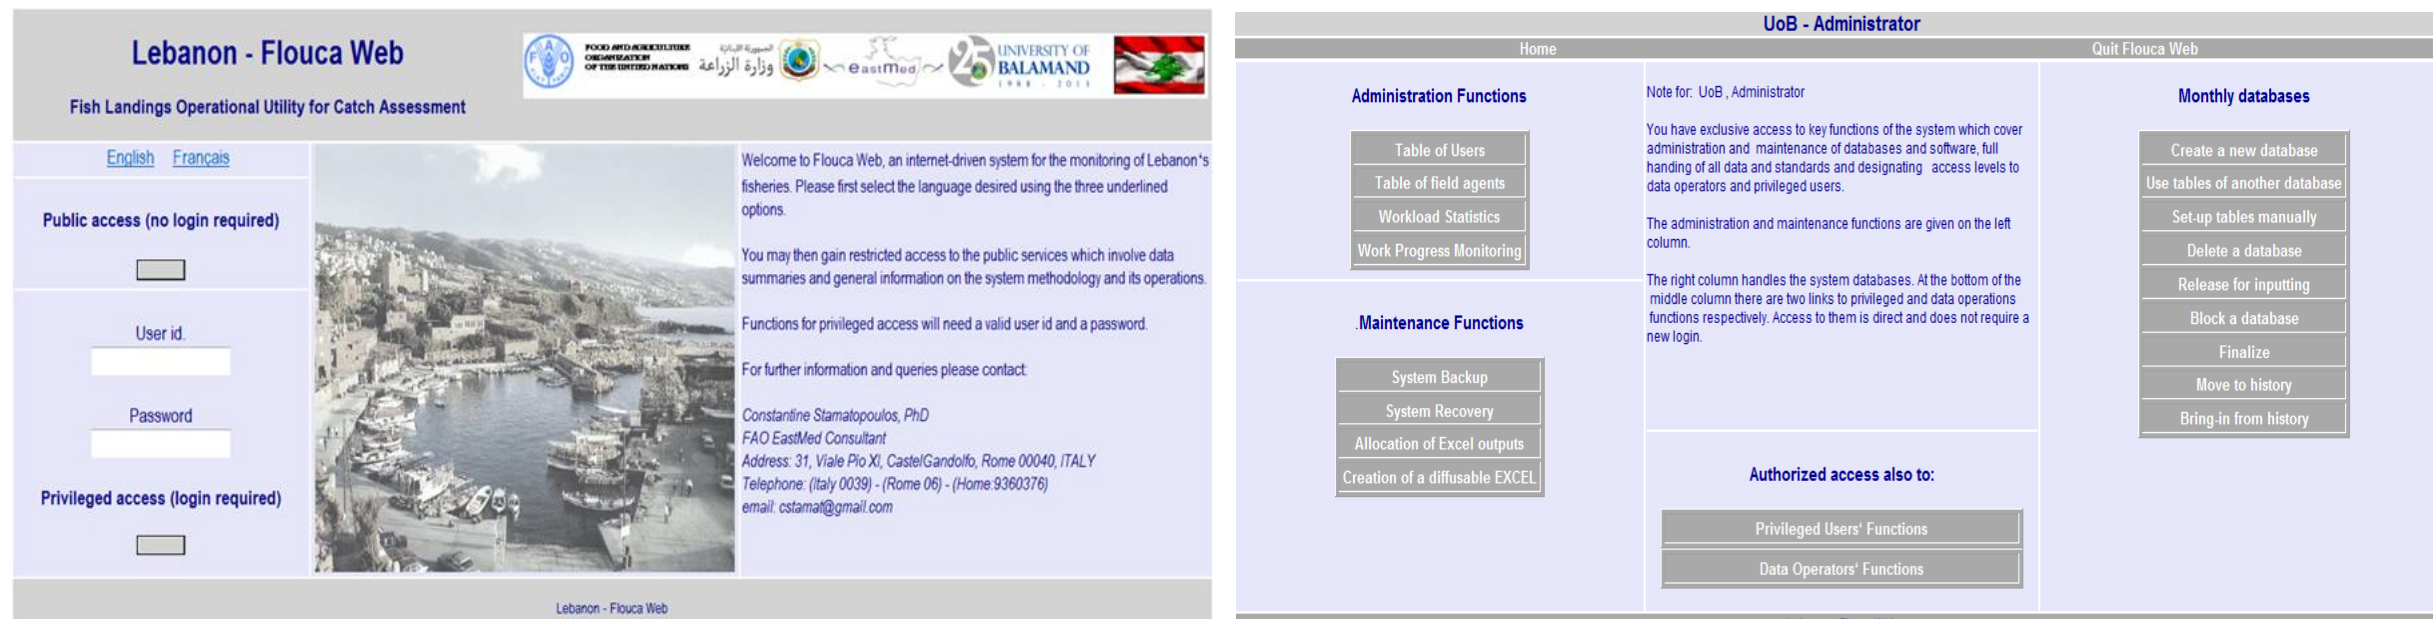 Lebanon - Flouca Web
Fish Landings Operational Utility for Catch Assessment
FOOD AND AGRICULTURE
ORGANIZATION
OF THE UNITED NATIONS
الجمهورية اللبنانية
وزارة الزراعة
eastmed
25
UNIVERSITY OF
BALAMAND
1988 - 2013
English Français
Public access (no login required)
User id.
Password
Privileged access (login required)
Welcome to Flouca Web, an internet-driven system for the monitoring of Lebanon's
fisheries. Please first select the language desired using the three underlined
options.
You may then gain restricted access to the public services which involve data
summaries and general information on the system methodology and its operations.
Functions for privileged access will need a valid user id and a password.
For further information and queries please contact:
Constantine Stamatopoulos, PhD
FAO EastMed Consultant
Address: 31, Viale Pio XI, CastelGandolfo, Rome 00040, ITALY
Telephone: (Italy 0039) - (Rome 06) - (Home:9360376)
email: cstamat@gmail.com
Lebanon - Flouca Web
UoB - Administrator
Home
Quit Flouca Web
Administration Functions
Table of Users
Table of field agents
Workload Statistics
Work Progress Monitoring
.Maintenance Functions
System Backup
System Recovery
Allocation of Excel outputs
Creation of a diffusable EXCEL
Note for: UoB , Administrator
You have exclusive access to key functions of the system which cover
administration and maintenance of databases and software, full
handing of all data and standards and designating access levels to
data operators and privileged users.
The administration and maintenance functions are given on the left
column.
The right column handles the system databases. At the bottom of the
middle column there are two links to privileged and data operations
functions respectively. Access to them is direct and does not require a
new login.
Authorized access also to:
Privileged Users' Functions
Data Operators' Functions
Monthly databases
Create a new database
Use tables of another database
Set-up tables manually
Delete a database
Release for inputting
Block a database
Finalize
Move to history
Bring-in from history